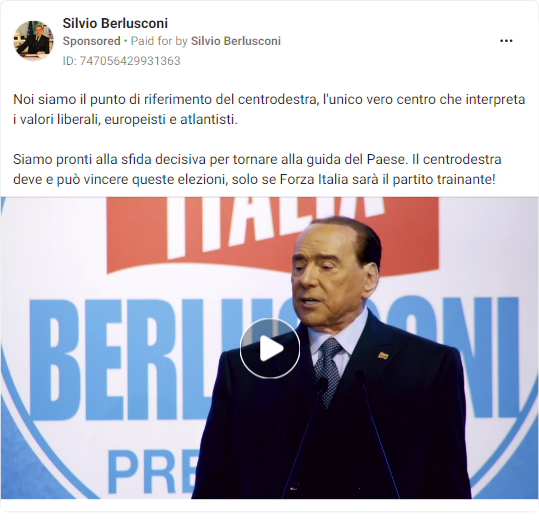 Silvio Berlusconi
Sponsored • Paid for by Silvio Berlusconi
ID: 747056429931363
Noi siamo il punto di riferimento del centrodestra, l'unico vero centro che interpreta
i valori liberali, europeisti e atlantisti.
Siamo pronti alla sfida decisiva per tornare alla guida del Paese. Il centrodestra
deve e può vincere queste elezioni, solo se Forza Italia sarà il partito trainante!
ITALIA
BERLUSCONI
PRE